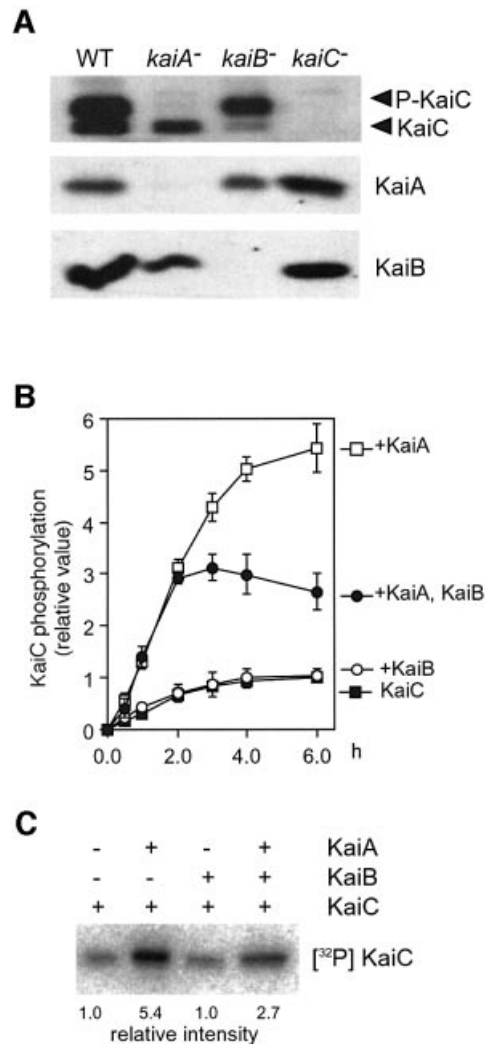 A
WT kaiA- kaiB- kaiC-
P-KaiC
KaiC
KaiA
KaiB
B
KaiC phosphorylation
(relative value)
6
5
4
3
2
1
0
+KaiA
+KaiA, KaiB
+KaiB
KaiC
0.0 2.0 4.0 6.0 h
C
- + - + KaiA
- - + + KaiB
+ + + + KaiC
[³²P] KaiC
1.0 5.4 1.0 2.7
relative intensity